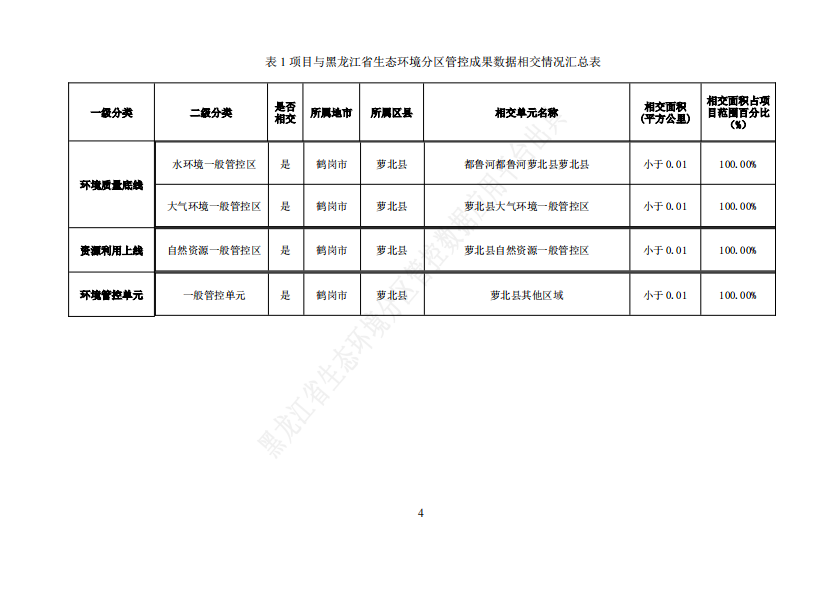 表 1 项目与黑龙江省生态环境分区管控成果数据相交情况汇总表
一级分类 二级分类 是否相交 所属地市 所属区县 相交单元名称 相交面积(平方公里) 相交面积占项目范围百分比(%)
环境质量底线 水环境一般管控区 是 鹤岗市 萝北县 都鲁河都鲁河萝北县萝北县 小于 0.01 100.00%
大气环境一般管控区 是 鹤岗市 萝北县 萝北县大气环境一般管控区 小于 0.01 100.00%
资源利用上线 自然资源一般管控区 是 鹤岗市 萝北县 萝北县自然资源一般管控区 小于 0.01 100.00%
环境管控单元 一般管控单元 是 鹤岗市 萝北县 萝北县其他区域 小于 0.01 100.00%
黑龙江省生态环境分区管控数据应用平台出具
4